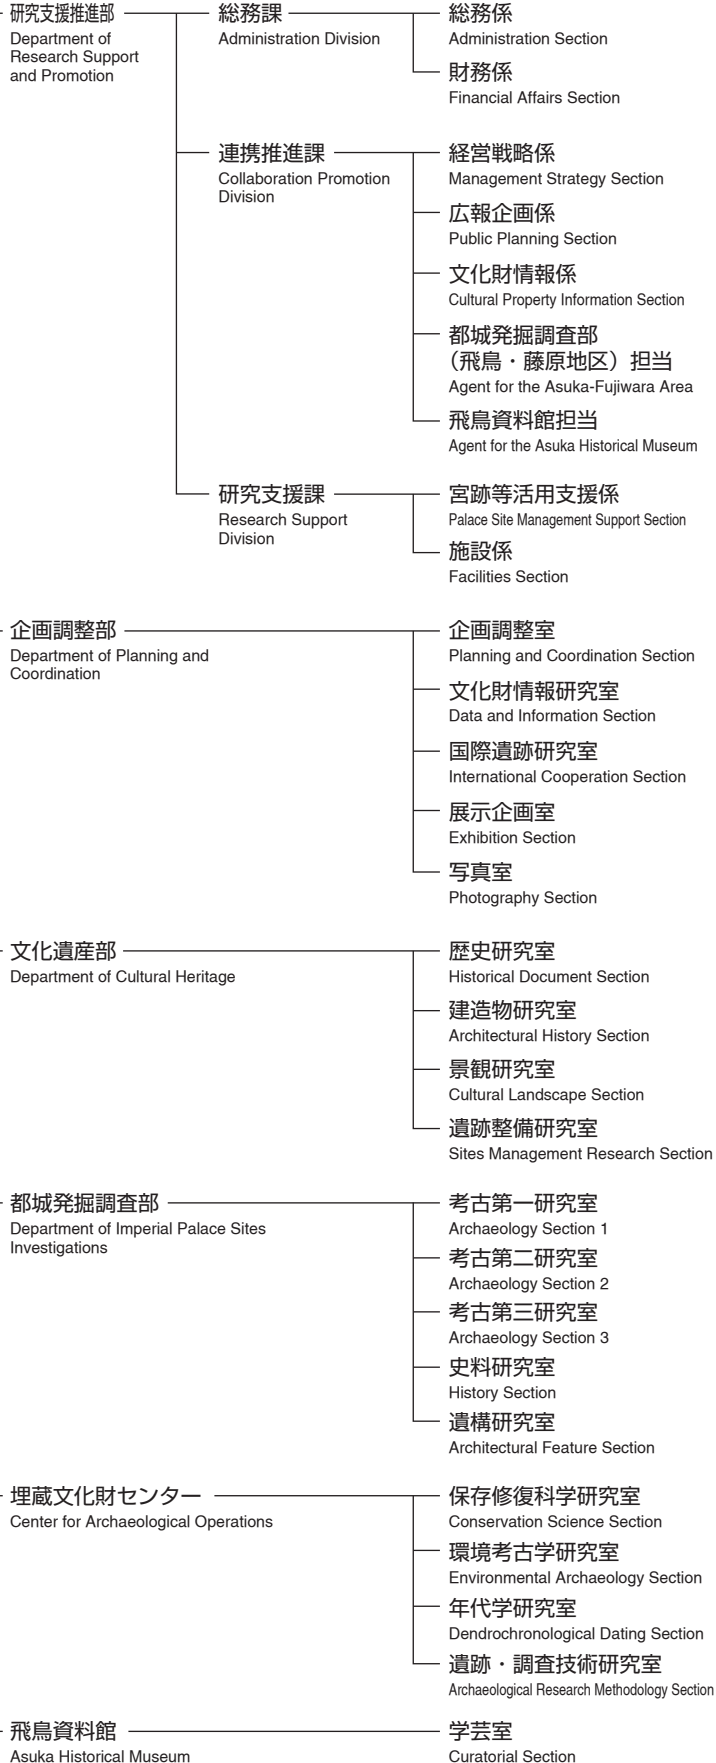 研究支援推進部
Department of
Research Support
and Promotion
総務課
Administration Division
総務係
Administration Section
財務係
Financial Affairs Section
連携推進課
Collaboration Promotion
Division
経営戦略係
Management Strategy Section
広報企画係
Public Planning Section
文化財情報係
Cultural Property Information Section
都城発掘調査部
（飛鳥・藤原地区）担当
Agent for the Asuka-Fujiwara Area
飛鳥資料館担当
Agent for the Asuka Historical Museum
研究支援課
Research Support
Division
宮跡等活用支援係
Palace Site Management Support Section
施設係
Facilities Section
企画調整部
Department of Planning and
Coordination
企画調整室
Planning and Coordination Section
文化財情報研究室
Data and Information Section
国際遺跡研究室
International Cooperation Section
展示企画室
Exhibition Section
写真室
Photography Section
文化遺産部
Department of Cultural Heritage
歴史研究室
Historical Document Section
建造物研究室
Architectural History Section
景観研究室
Cultural Landscape Section
遺跡整備研究室
Sites Management Research Section
都城発掘調査部
Department of Imperial Palace Sites
Investigations
考古第一研究室
Archaeology Section 1
考古第二研究室
Archaeology Section 2
考古第三研究室
Archaeology Section 3
史料研究室
History Section
遺構研究室
Architectural Feature Section
埋蔵文化財センター
Center for Archaeological Operations
保存修復科学研究室
Conservation Science Section
環境考古学研究室
Environmental Archaeology Section
年代学研究室
Dendrochronological Dating Section
遺跡・調査技術研究室
Archaeological Research Methodology Section
飛鳥資料館
Asuka Historical Museum
学芸室
Curatorial Section